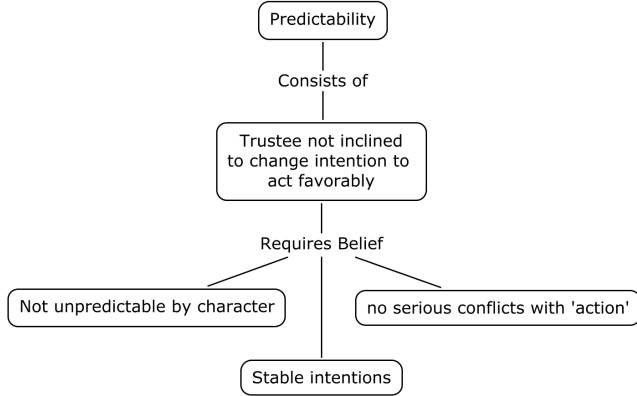 Predictability
Consists of
Trustee not inclined
to change intention to
act favorably
Requires Belief
Not unpredictable by character
no serious conflicts with 'action'
Stable intentions